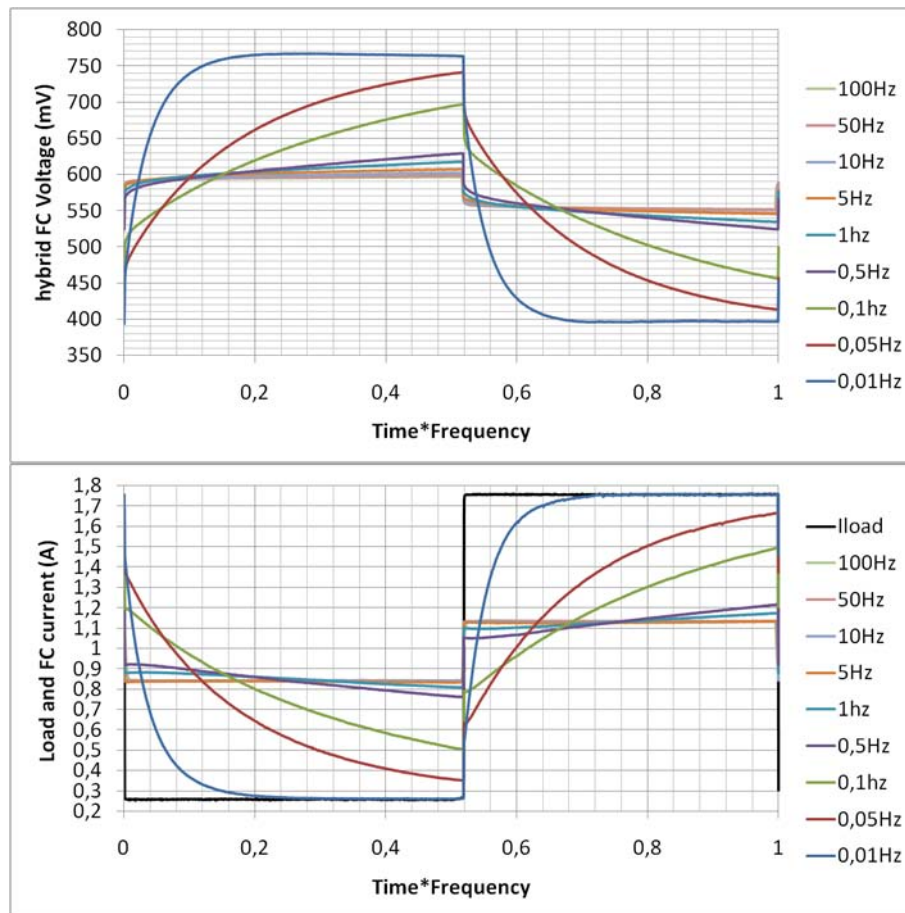 hybrid FC Voltage (mV)
800
750
700
650
600
550
500
450
400
350
0
0,2
0,4
0,6
0,8
1
Time*Frequency
100Hz
50Hz
10Hz
5Hz
1hz
0,5Hz
0,1hz
0,05Hz
0,01Hz
Load and FC current (A)
1,8
1,7
1,6
1,5
1,4
1,3
1,2
1,1
1
0,9
0,8
0,7
0,6
0,5
0,4
0,3
0,2
0
0,2
0,4
0,6
0,8
1
Time*Frequency
Iload
100Hz
50Hz
10Hz
5Hz
1hz
0,5Hz
0,1hz
0,05Hz
0,01Hz